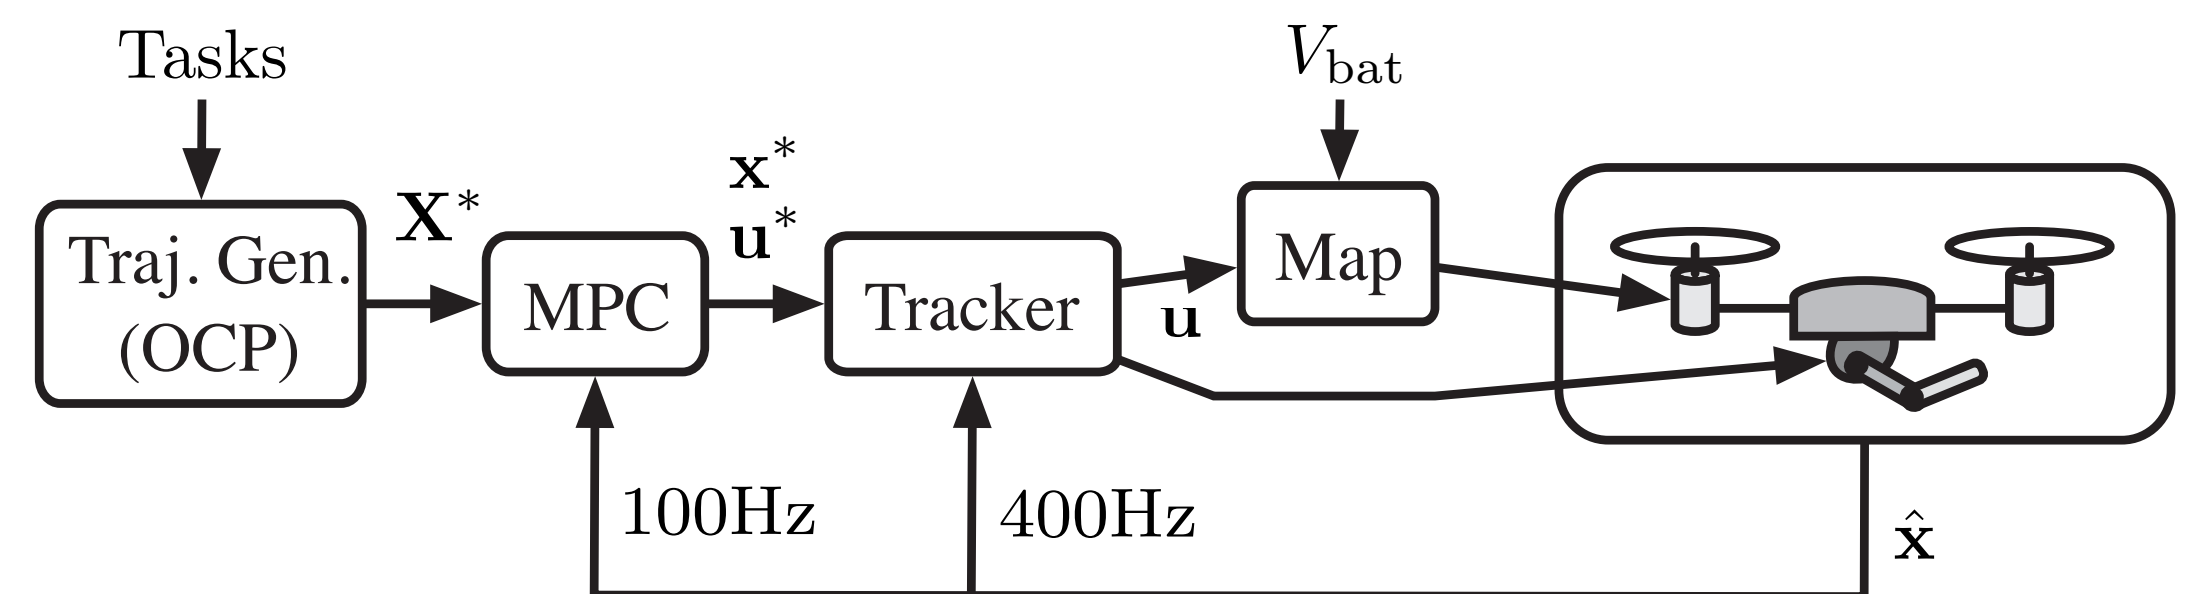 Tasks
Traj. Gen.
(OCP)
𝐗*
MPC
𝐱*
𝐮*
Tracker
𝐮
V_bat
Map
100Hz
400Hz
𝐱̂